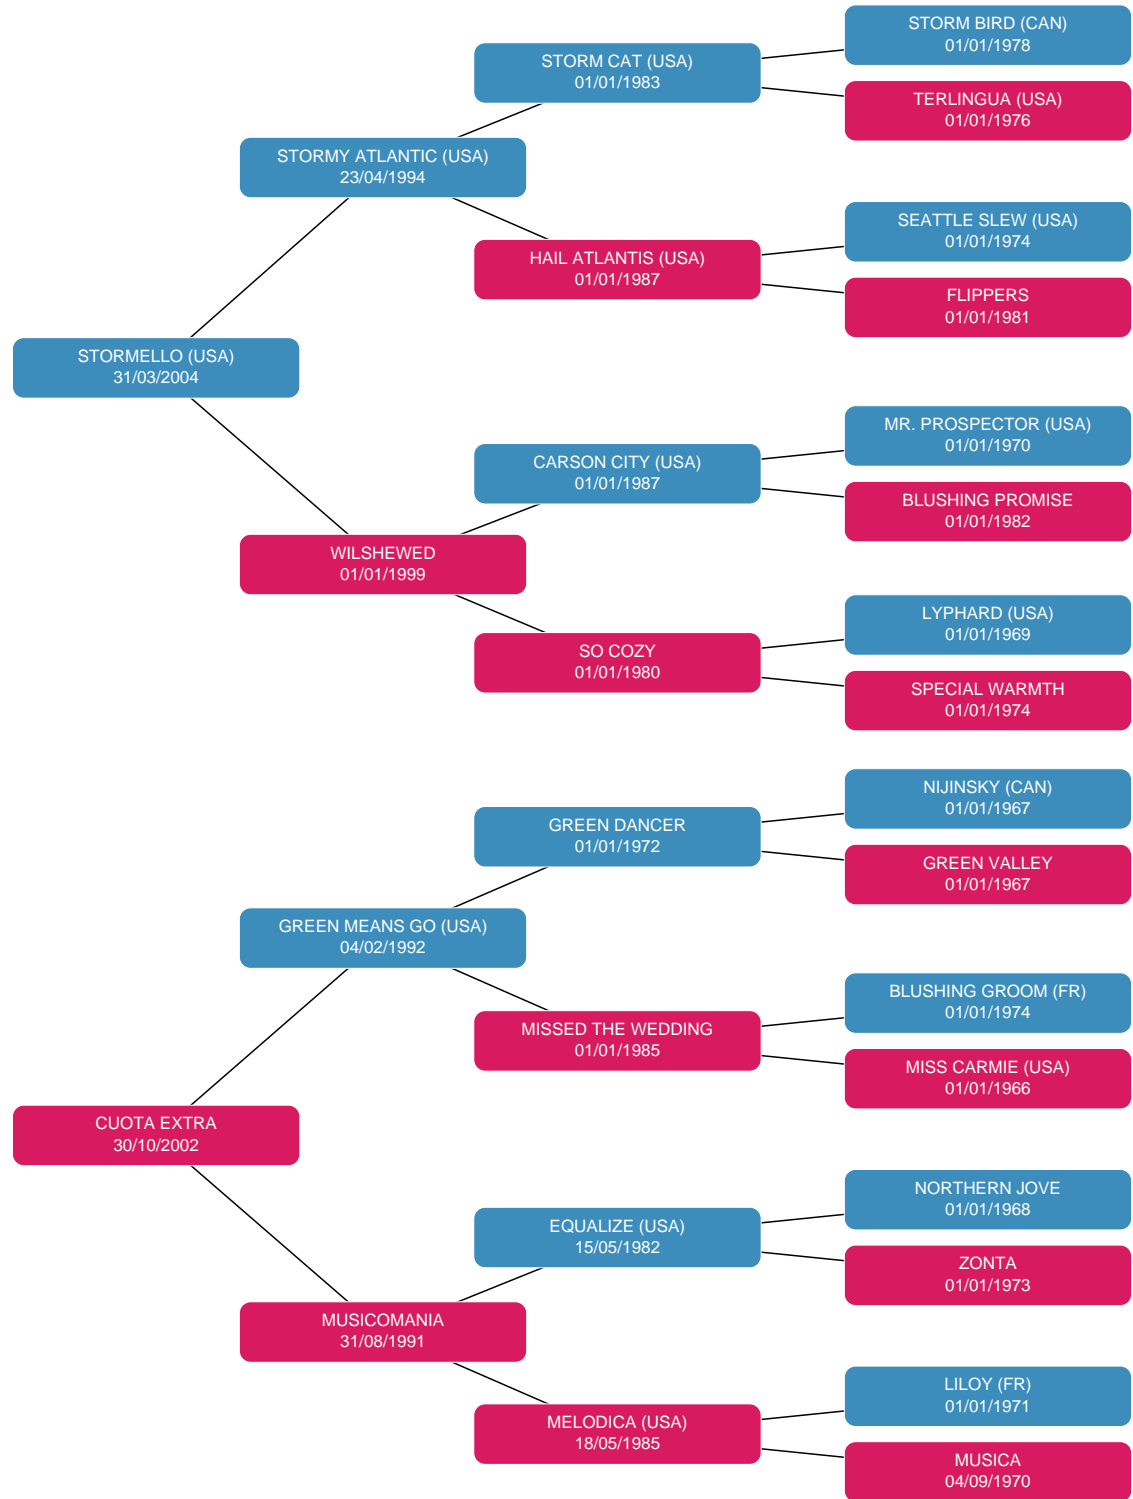 STORM BIRD (CAN)
01/01/1978
STORM CAT (USA)
01/01/1983
TERLINGUA (USA)
01/01/1976
STORMY ATLANTIC (USA)
23/04/1994
SEATTLE SLEW (USA)
01/01/1974
HAIL ATLANTIS (USA)
01/01/1987
FLIPPERS
01/01/1981
STORMELLO (USA)
31/03/2004
MR. PROSPECTOR (USA)
01/01/1970
CARSON CITY (USA)
01/01/1987
BLUSHING PROMISE
01/01/1982
WILSHEWED
01/01/1999
LYPHARD (USA)
01/01/1969
SO COZY
01/01/1980
SPECIAL WARMTH
01/01/1974
NIJINSKY (CAN)
01/01/1967
GREEN DANCER
01/01/1972
GREEN VALLEY
01/01/1967
GREEN MEANS GO (USA)
04/02/1992
BLUSHING GROOM (FR)
01/01/1974
MISSED THE WEDDING
01/01/1985
MISS CARMIE (USA)
01/01/1966
CUOTA EXTRA
30/10/2002
NORTHERN JOVE
01/01/1968
EQUALIZE (USA)
15/05/1982
ZONTA
01/01/1973
MUSICOMANIA
31/08/1991
LILOY (FR)
01/01/1971
MELODICA (USA)
18/05/1985
MUSICA
04/09/1970